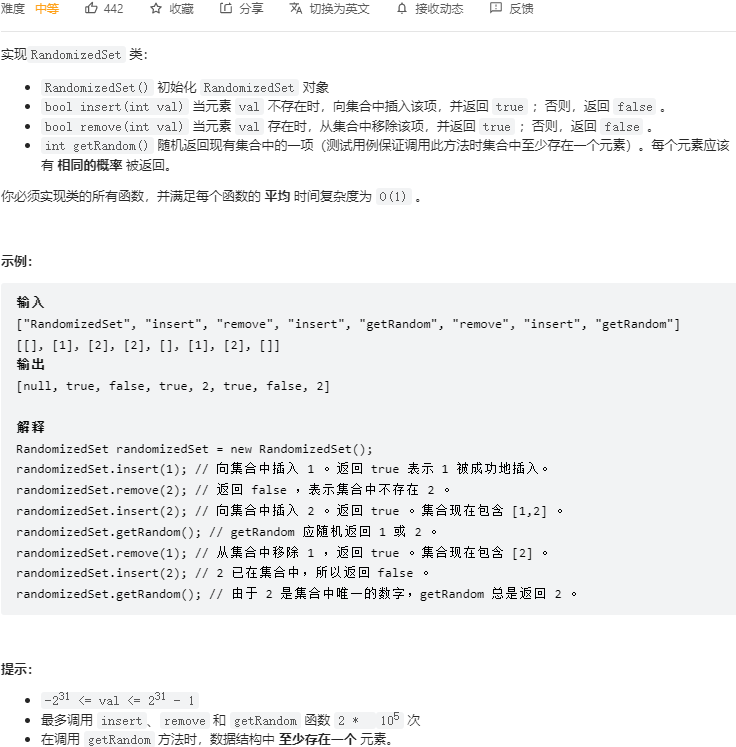 难度 中等 442 收藏 分享 切换为英文 接收动态 反馈
实现 RandomizedSet 类：
RandomizedSet() 初始化 RandomizedSet 对象
bool insert(int val) 当元素 val 不存在时，向集合中插入该项，并返回 true ；否则，返回 false 。
bool remove(int val) 当元素 val 存在时，从集合中移除该项，并返回 true ；否则，返回 false 。
int getRandom() 随机返回现有集合中的一项（测试用例保证调用此方法时集合中至少存在一个元素）。每个元素应该
有 相同的概率 被返回。
你必须实现类的所有函数，并满足每个函数的 平均 时间复杂度为 O(1) 。
示例：
输入
["RandomizedSet", "insert", "remove", "insert", "getRandom", "remove", "insert", "getRandom"]
[[], [1], [2], [2], [], [1], [2], []]
输出
[null, true, false, true, 2, true, false, 2]
解释
RandomizedSet randomizedSet = new RandomizedSet();
randomizedSet.insert(1); // 向集合中插入 1 。返回 true 表示 1 被成功地插入。
randomizedSet.remove(2); // 返回 false ，表示集合中不存在 2 。
randomizedSet.insert(2); // 向集合中插入 2 。返回 true 。集合现在包含 [1,2] 。
randomizedSet.getRandom(); // getRandom 应随机返回 1 或 2 。
randomizedSet.remove(1); // 从集合中移除 1 ，返回 true 。集合现在包含 [2] 。
randomizedSet.insert(2); // 2 已在集合中，所以返回 false 。
randomizedSet.getRandom(); // 由于 2 是集合中唯一的数字，getRandom 总是返回 2 。
提示：
-2³¹ <= val <= 2³¹ - 1
最多调用 insert、remove 和 getRandom 函数 2 * 10⁵ 次
在调用 getRandom 方法时，数据结构中 至少存在一个 元素。